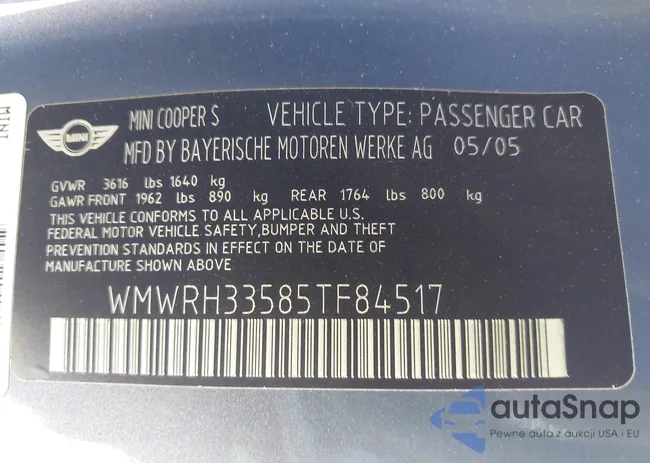 MINI
MINI
MINI COOPER S VEHICLE TYPE: PASSENGER CAR
MFD BY BAYERISCHE MOTOREN WERKE AG 05/05
GVWR 3616 lbs 1640 kg
GAWR FRONT 1962 lbs 890 kg REAR 1764 lbs 800 kg
THIS VEHICLE CONFORMS TO ALL APPLICABLE U.S.
FEDERAL MOTOR VEHICLE SAFETY,BUMPER AND THEFT
PREVENTION STANDARDS IN EFFECT ON THE DATE OF
MANUFACTURE SHOWN ABOVE
WMWRH33585TF84517
autaSnap
Pewne auta z aukcji USA i EU